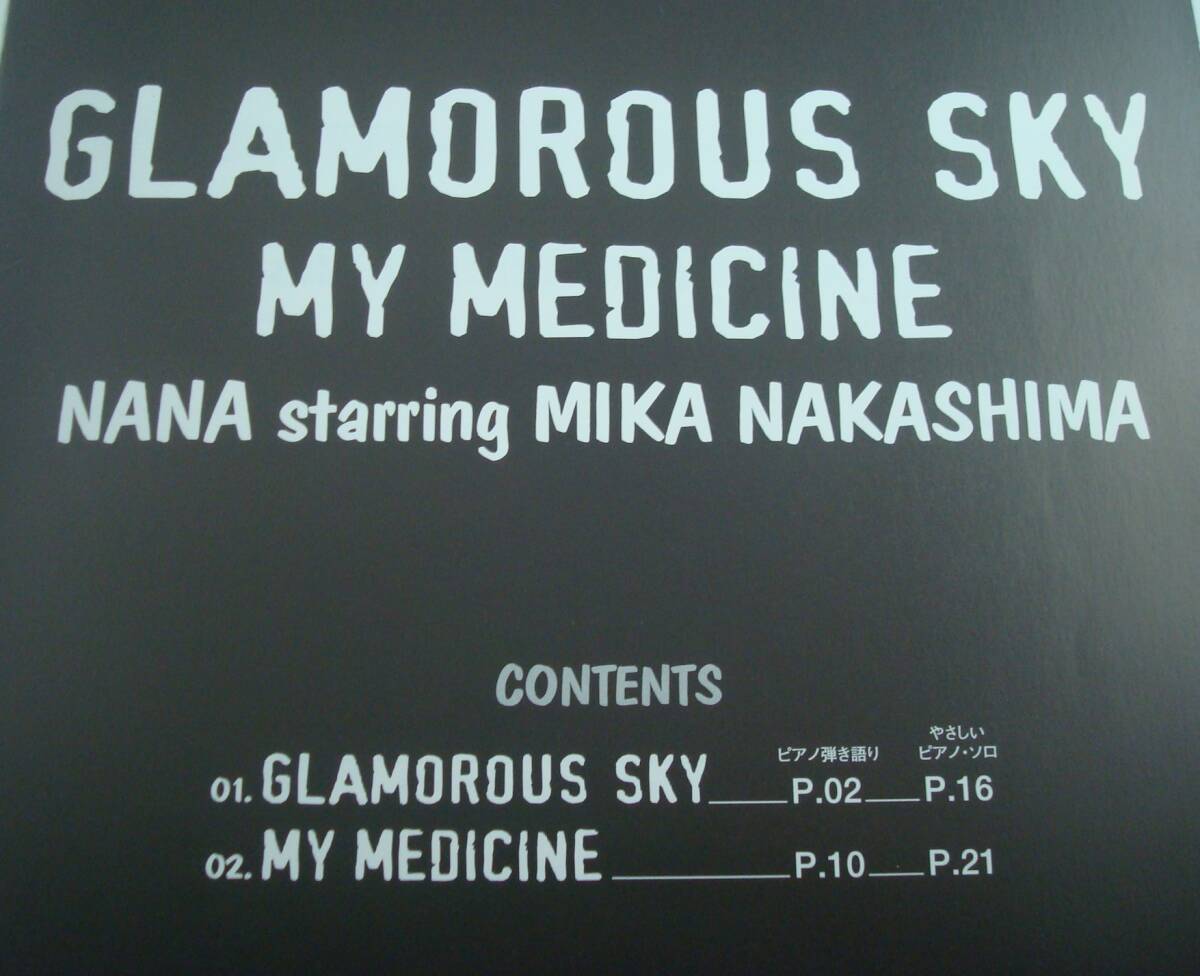 GLAMOROUS SKY
MY MEDICINE
NANA starring MIKA NAKASHIMA
CONTENTS
ピアノ弾き語り やさしい ピアノ・ソロ
01. GLAMOROUS SKY P.02 P.16
02. MY MEDICINE P.10 P.21